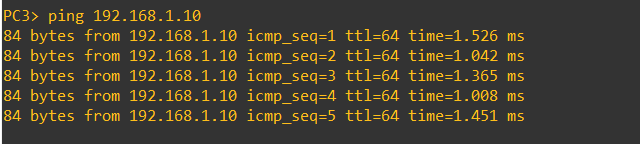 PC3> ping 192.168.1.10
84 bytes from 192.168.1.10 icmp_seq=1 ttl=64 time=1.526 ms
84 bytes from 192.168.1.10 icmp_seq=2 ttl=64 time=1.042 ms
84 bytes from 192.168.1.10 icmp_seq=3 ttl=64 time=1.365 ms
84 bytes from 192.168.1.10 icmp_seq=4 ttl=64 time=1.008 ms
84 bytes from 192.168.1.10 icmp_seq=5 ttl=64 time=1.451 ms